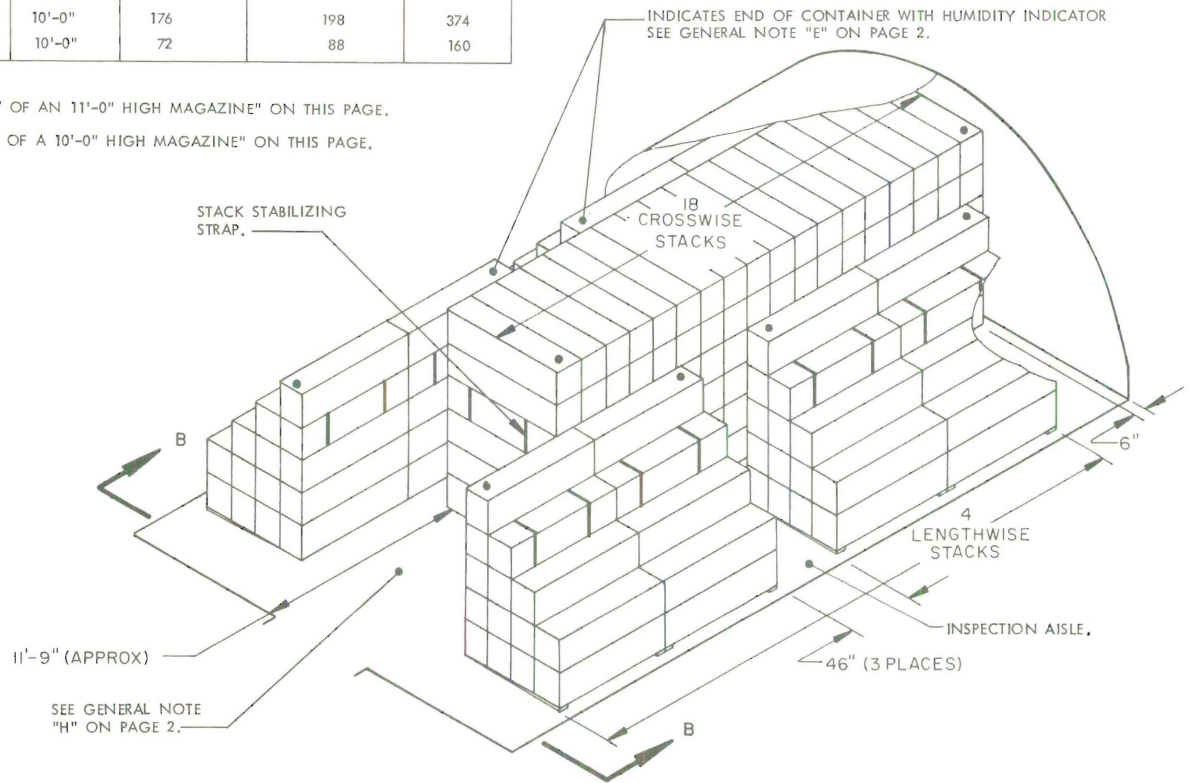 10'-0" 176 198 374
10'-0" 72 88 160
" OF AN 11'-0" HIGH MAGAZINE" ON THIS PAGE.
OF A 10'-0" HIGH MAGAZINE" ON THIS PAGE.
INDICATES END OF CONTAINER WITH HUMIDITY INDICATOR
SEE GENERAL NOTE "E" ON PAGE 2.
STACK STABILIZING
STRAP.
18
CROSSWISE
STACKS
B
6"
4
LENGTHWISE
STACKS
INSPECTION AISLE.
11'-9" (APPROX)
46" (3 PLACES)
SEE GENERAL NOTE
"H" ON PAGE 2.
B